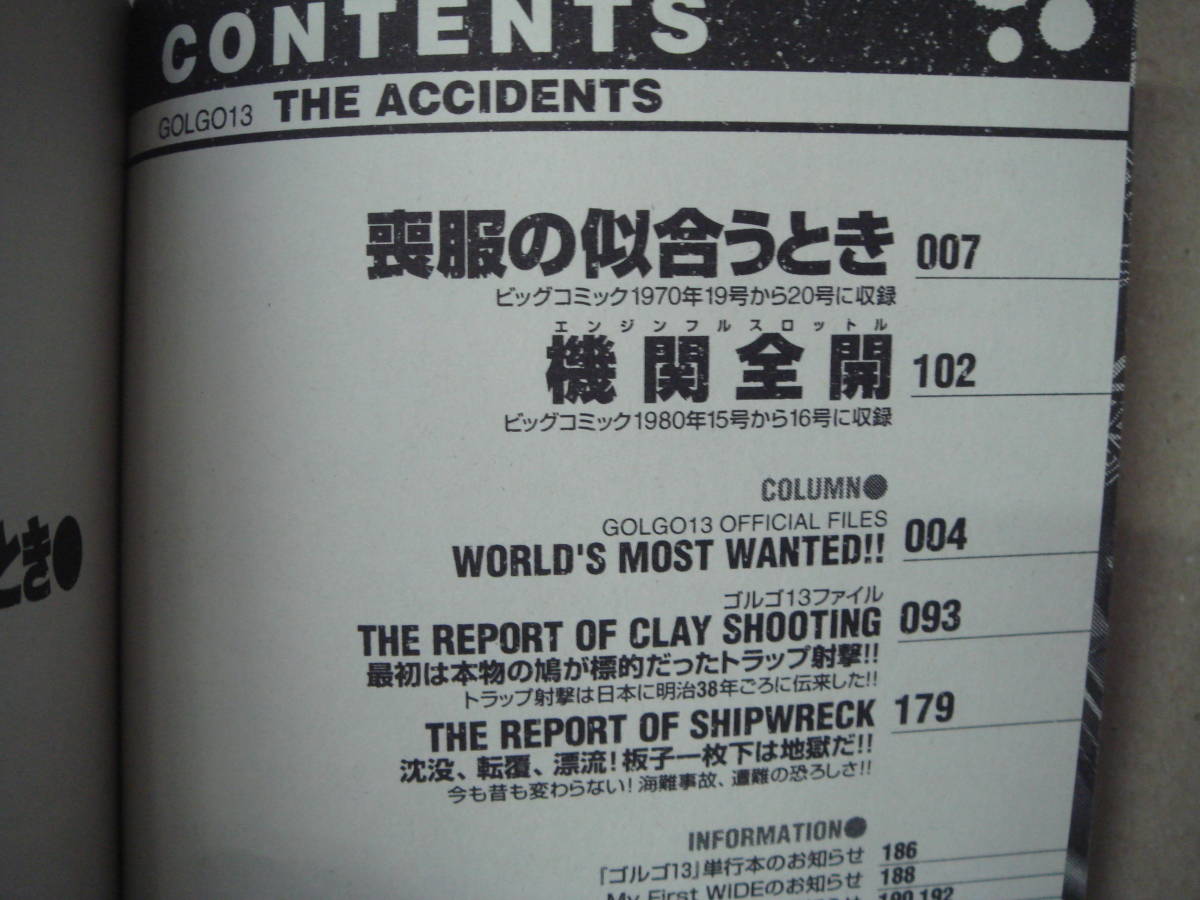 CONTENTS
GOLGO13 THE ACCIDENTS
喪服の似合うとき 007
ビッグコミック1970年19号から20号に収録
エンジンフルスロットル
機関全開 102
ビッグコミック1980年15号から16号に収録
COLUMN●
GOLGO13 OFFICIAL FILES
WORLD'S MOST WANTED!! 004
ゴルゴ13ファイル
THE REPORT OF CLAY SHOOTING 093
最初は本物の鳩が標的だったトラップ射撃!!
トラップ射撃は日本に明治38年ごろに伝来した!!
THE REPORT OF SHIPWRECK 179
沈没、転覆、漂流!板子一枚下は地獄だ!!
今も昔も変わらない!海難事故、遭難の恐ろしさ!!
INFORMATION●
「ゴルゴ13」単行本のお知らせ 186
My First WIDEのお知らせ 188
190,192
とき●